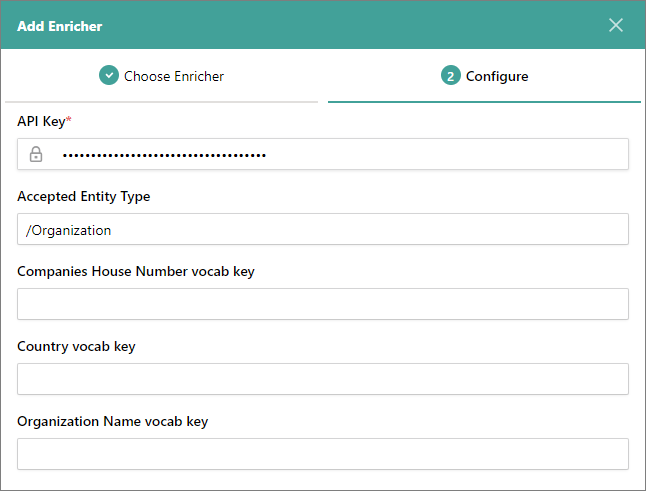 Add Enricher
Choose Enricher
2 Configure
API Key*
••••••••••••••••••••••••••••••••••••
Accepted Entity Type
/Organization
Companies House Number vocab key
Country vocab key
Organization Name vocab key